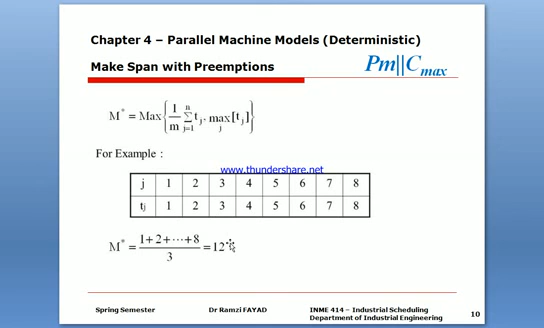 Chapter 4 – Parallel Machine Models (Deterministic)
Make Span with Preemptions
Pm||Cmax
M* = Max { 1/m n Σ j=1 tj, max j [tj] }
For Example :
www.thundershare.net
j 1 2 3 4 5 6 7 8
tj 1 2 3 4 5 6 7 8
M* = 1+2+⋯+8 / 3 = 12
Spring Semester
Dr Ramzi FAYAD
INME 414 – Industrial Scheduling
Department of Industrial Engineering
10